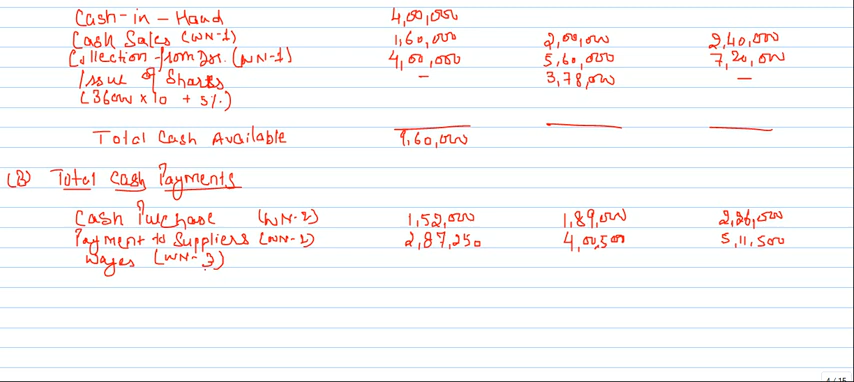 Cash-in-Hand 4,00,000
Cash Sales (WN-1) 1,60,000 2,00,000 2,40,000
Collection from Dr. (WN-1) 4,00,000 5,60,000 7,20,000
Issue of Shares - 3,78,000 -
(36000 x 10 + 5%)
Total Cash Available 9,60,000
(B) Total Cash Payments
Cash Purchase (WN-2) 1,52,000 1,89,000 2,26,000
Payment to Suppliers (WN-2) 2,87,250 4,00,500 5,11,500
Wages (WN-3)
4 / 15